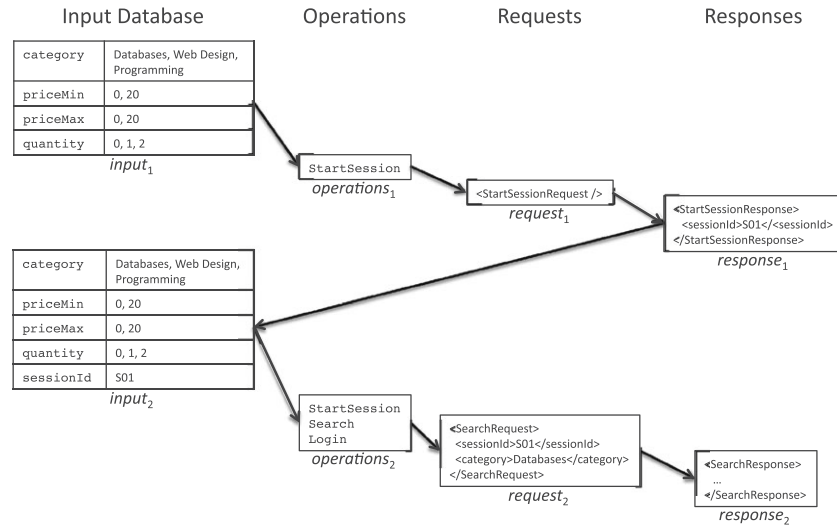 Input Database Operations Requests Responses
category Databases, Web Design,
Programming
priceMin 0, 20
priceMax 0, 20
quantity 0, 1, 2
input1
StartSession
operations1
<StartSessionRequest />
request1
<StartSessionResponse>
<sessionId>S01</<sessionId>
</StartSessionResponse>
response1
category Databases, Web Design,
Programming
priceMin 0, 20
priceMax 0, 20
quantity 0, 1, 2
sessionId S01
input2
StartSession
Search
Login
operations2
<SearchRequest>
<sessionId>S01</sessionId>
<category>Databases</category>
</SearchRequest>
request2
<SearchResponse>
...
</SearchResponse>
response2